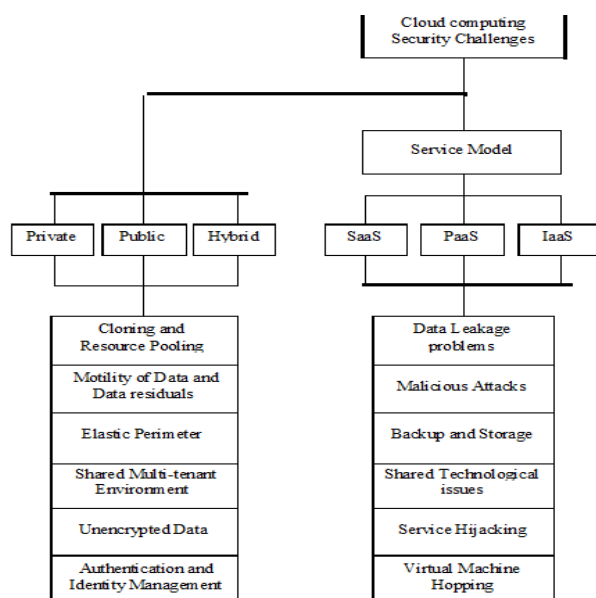 Cloud computing
Security Challenges
Service Model
Private
Public
Hybrid
SaaS
PaaS
IaaS
Cloning and
Resource Pooling
Motility of Data and
Data residuals
Elastic Perimeter
Shared Multi-tenant
Environment
Unencrypted Data
Authentication and
Identity Management
Data Leakage
problems
Malicious Attacks
Backup and Storage
Shared Technological
issues
Service Hijacking
Virtual Machine
Hopping